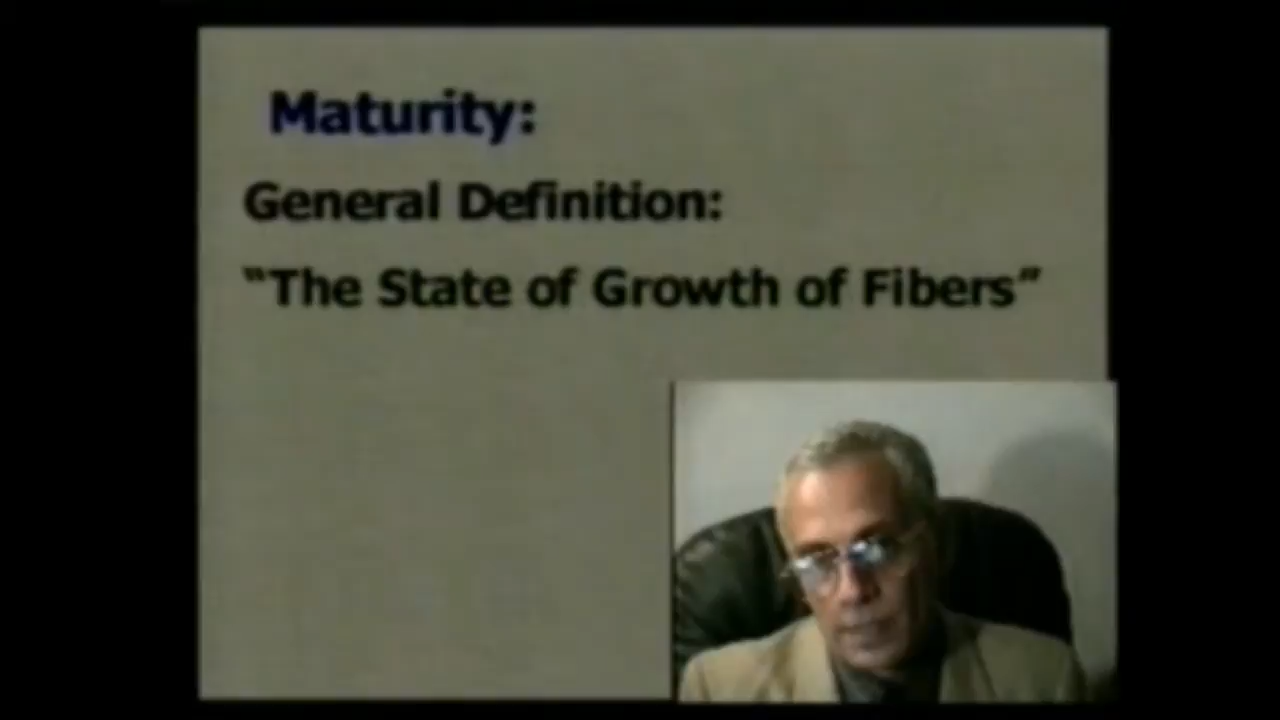 Maturity:
General Definition:
“The State of Growth of Fibers”